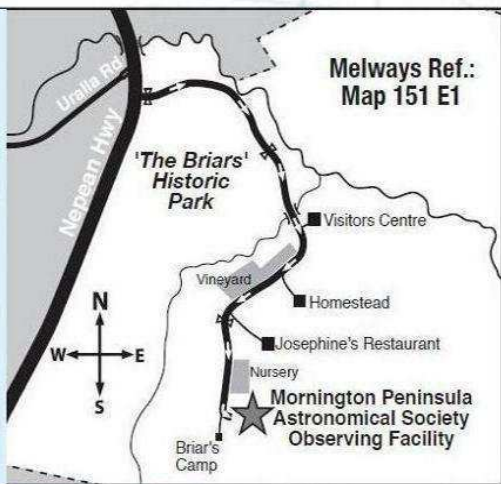 Melways Ref.:
Map 151 E1
Uralla Rd
Nepean Hwy
'The Briars'
Historic
Park
Visitors Centre
Vineyard
Homestead
N
W
E
S
Josephine's Restaurant
Nursery
Mornington Peninsula
Astronomical Society
Observing Facility
Briar's
Camp